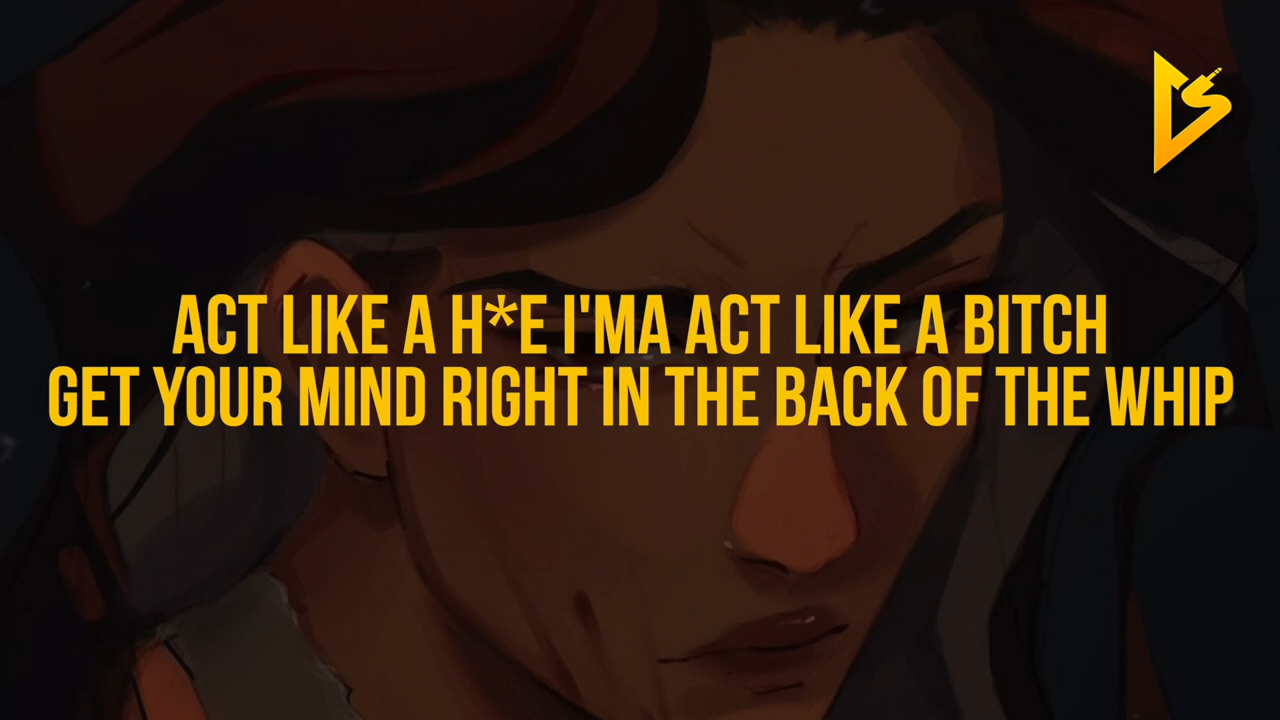 ACT LIKE A H*E I'MA ACT LIKE A BITCH
GET YOUR MIND RIGHT IN THE BACK OF THE WHIP